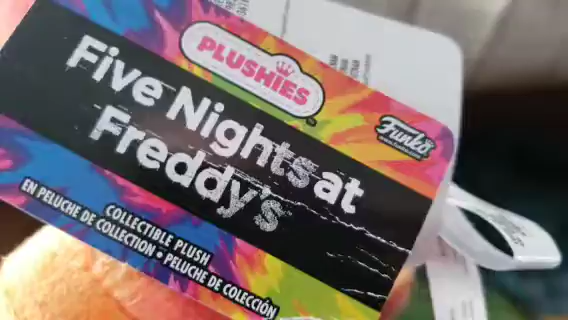 PLUSHIES
Five Nights at
Freddy's
Funko
COLLECTIBLE PLUSH
EN PELUCHE DE COLLECTION • PELUCHE DE COLECCIÓN